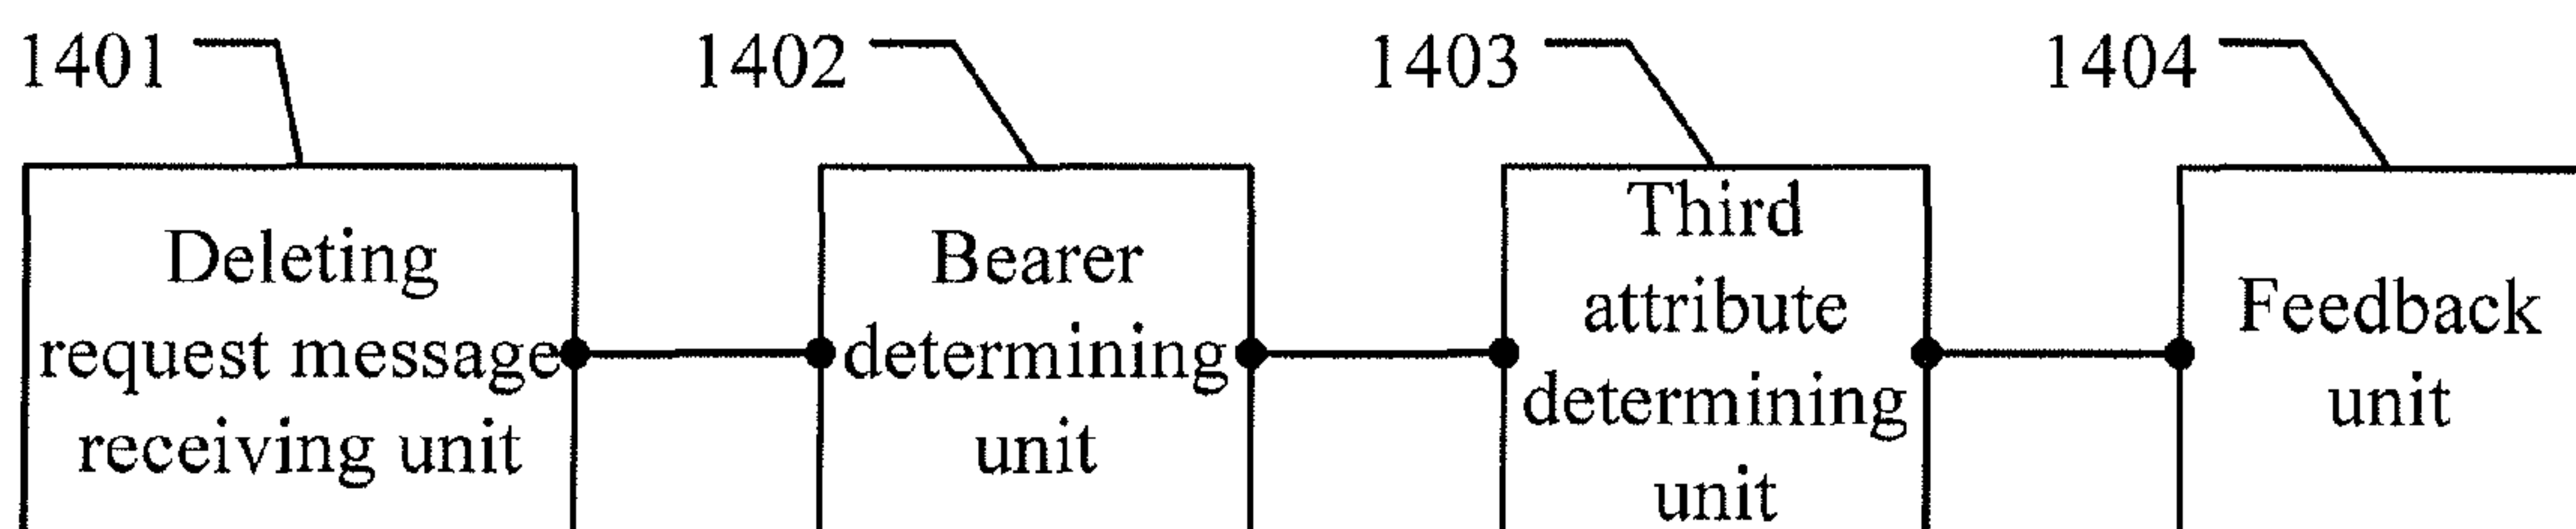 1401
1402
1403
1404
Deleting
request message
receiving unit
Bearer
determining
unit
Third
attribute
determining
unit
Feedback
unit